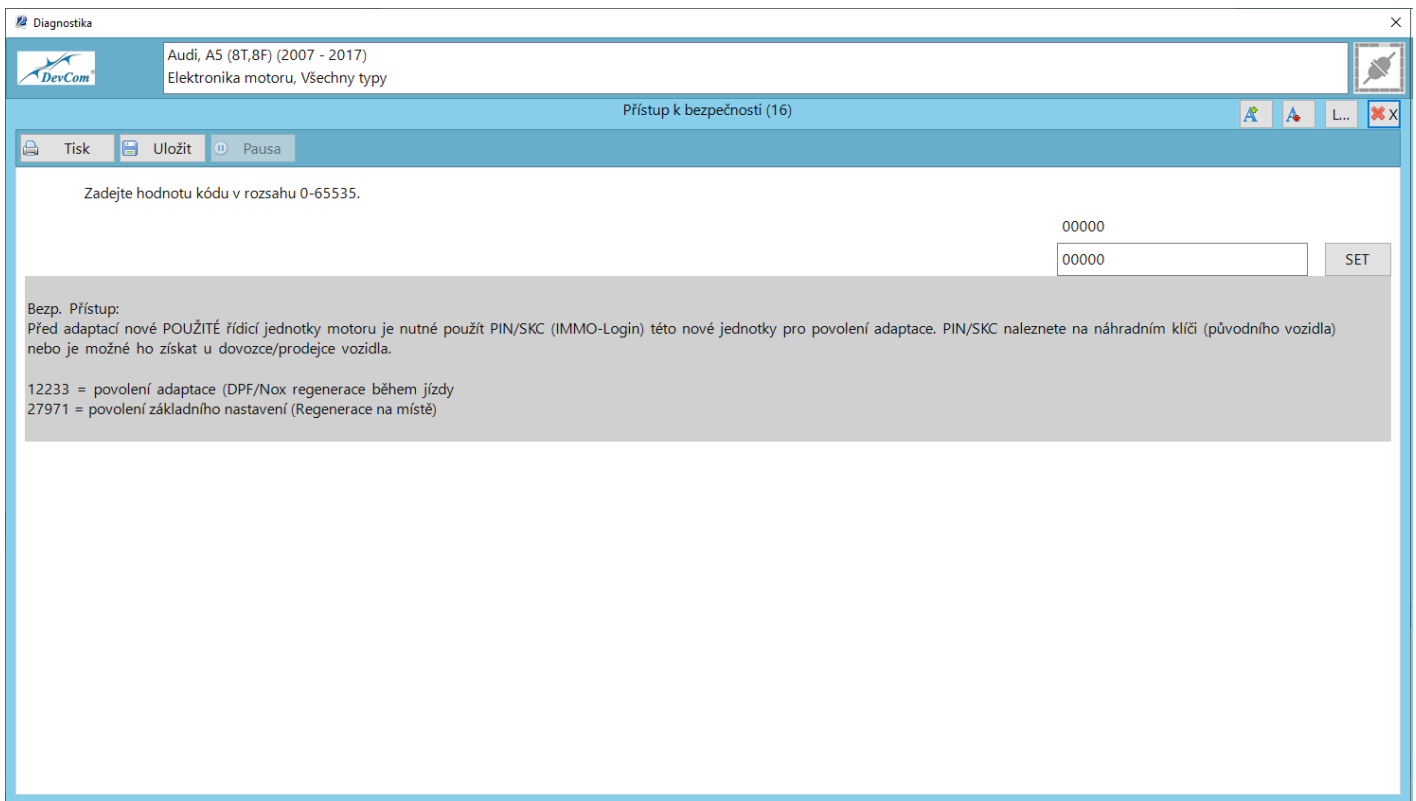 Diagnostika
DevCom
Audi, A5 (8T,8F) (2007 - 2017)
Elektronika motoru, Všechny typy
Přístup k bezpečnosti (16)
L...
X
Tisk
Uložit
Pausa
Zadejte hodnotu kódu v rozsahu 0-65535.
00000
00000
SET
Bezp. Přístup:
Před adaptací nové POUŽITÉ řídicí jednotky motoru je nutné použít PIN/SKC (IMMO-Login) této nové jednotky pro povolení adaptace. PIN/SKC naleznete na náhradním klíči (původního vozidla)
nebo je možné ho získat u dovozce/prodejce vozidla.
12233 = povolení adaptace (DPF/Nox regenerace během jízdy
27971 = povolení základního nastavení (Regenerace na místě)